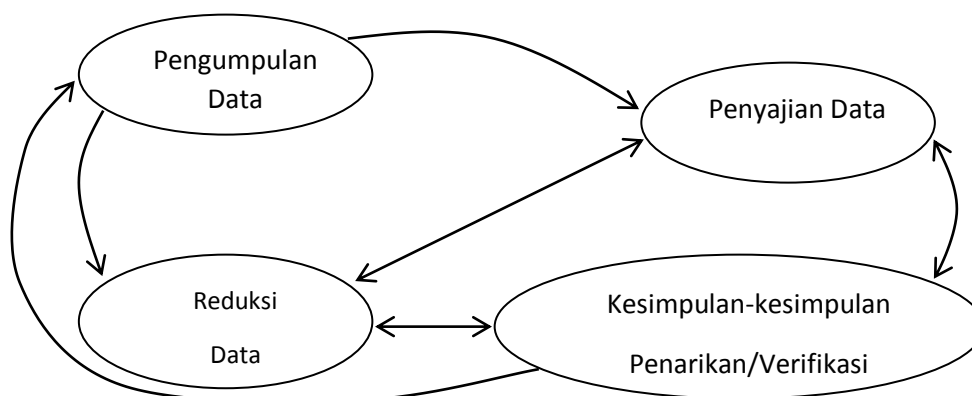 Pengumpulan
Data
Penyajian Data
Reduksi
Data
Kesimpulan-kesimpulan
Penarikan/Verifikasi